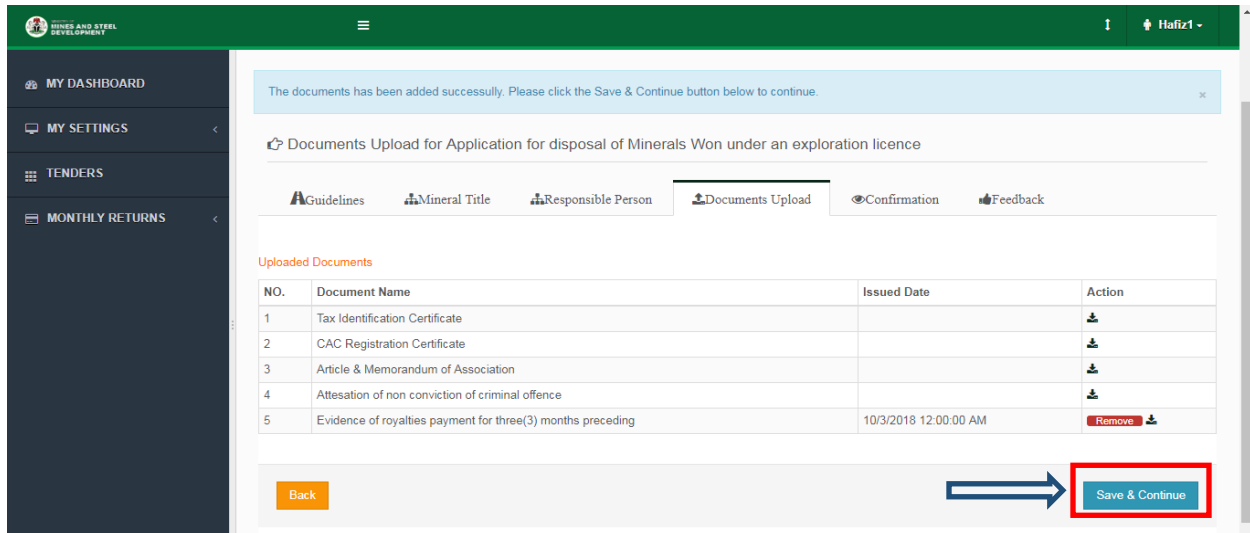 MINISTRY OF
MINES AND STEEL
DEVELOPMENT
Hafiz1
MY DASHBOARD
MY SETTINGS
TENDERS
MONTHLY RETURNS
The documents has been added successully. Please click the Save & Continue button below to continue.
×
Documents Upload for Application for disposal of Minerals Won under an exploration licence
Guidelines Mineral Title Responsible Person Documents Upload Confirmation Feedback
Uploaded Documents
NO. Document Name Issued Date Action
1 Tax Identification Certificate
2 CAC Registration Certificate
3 Article & Memorandum of Association
4 Attesation of non conviction of criminal offence
5 Evidence of royalties payment for three(3) months preceding 10/3/2018 12:00:00 AM Remove
Back Save & Continue